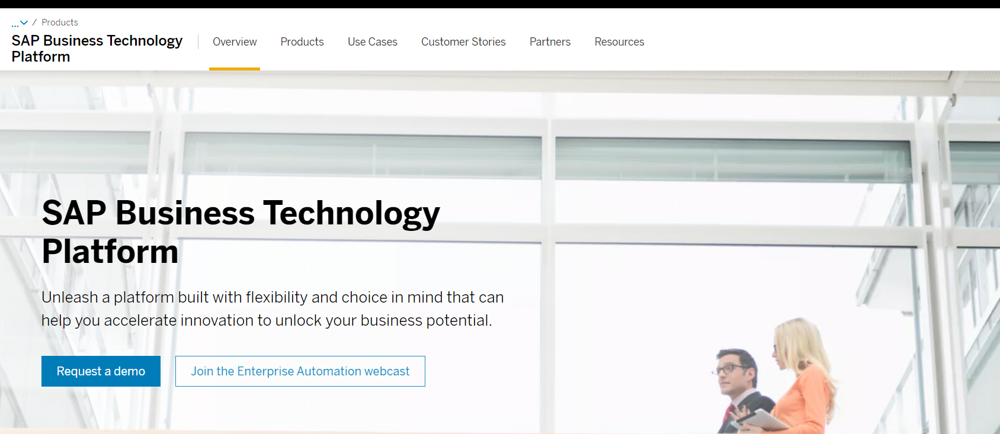 ... / Products
SAP Business Technology
Platform
Overview Products Use Cases Customer Stories Partners Resources
SAP Business Technology
Platform
Unleash a platform built with flexibility and choice in mind that can
help you accelerate innovation to unlock your business potential.
Request a demo Join the Enterprise Automation webcast